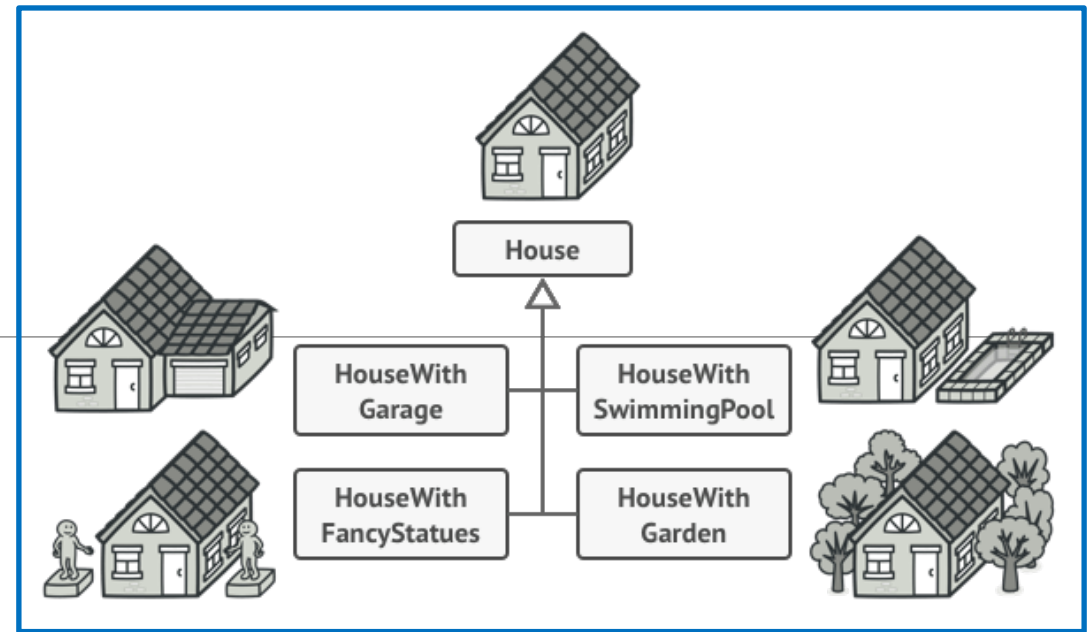 House
HouseWith
Garage
HouseWith
SwimmingPool
HouseWith
FancyStatues
HouseWith
Garden